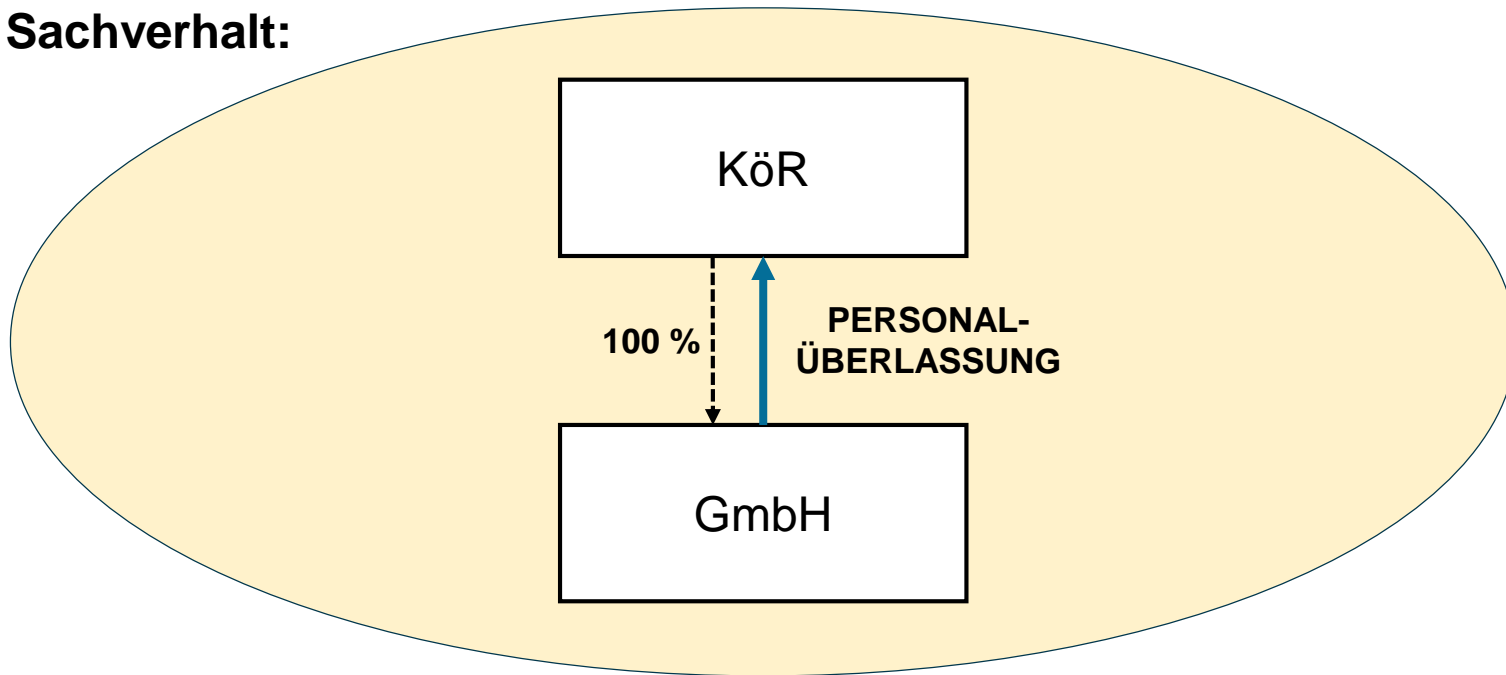 Sachverhalt:
KöR
100 %
PERSONAL-
ÜBERLASSUNG
GmbH